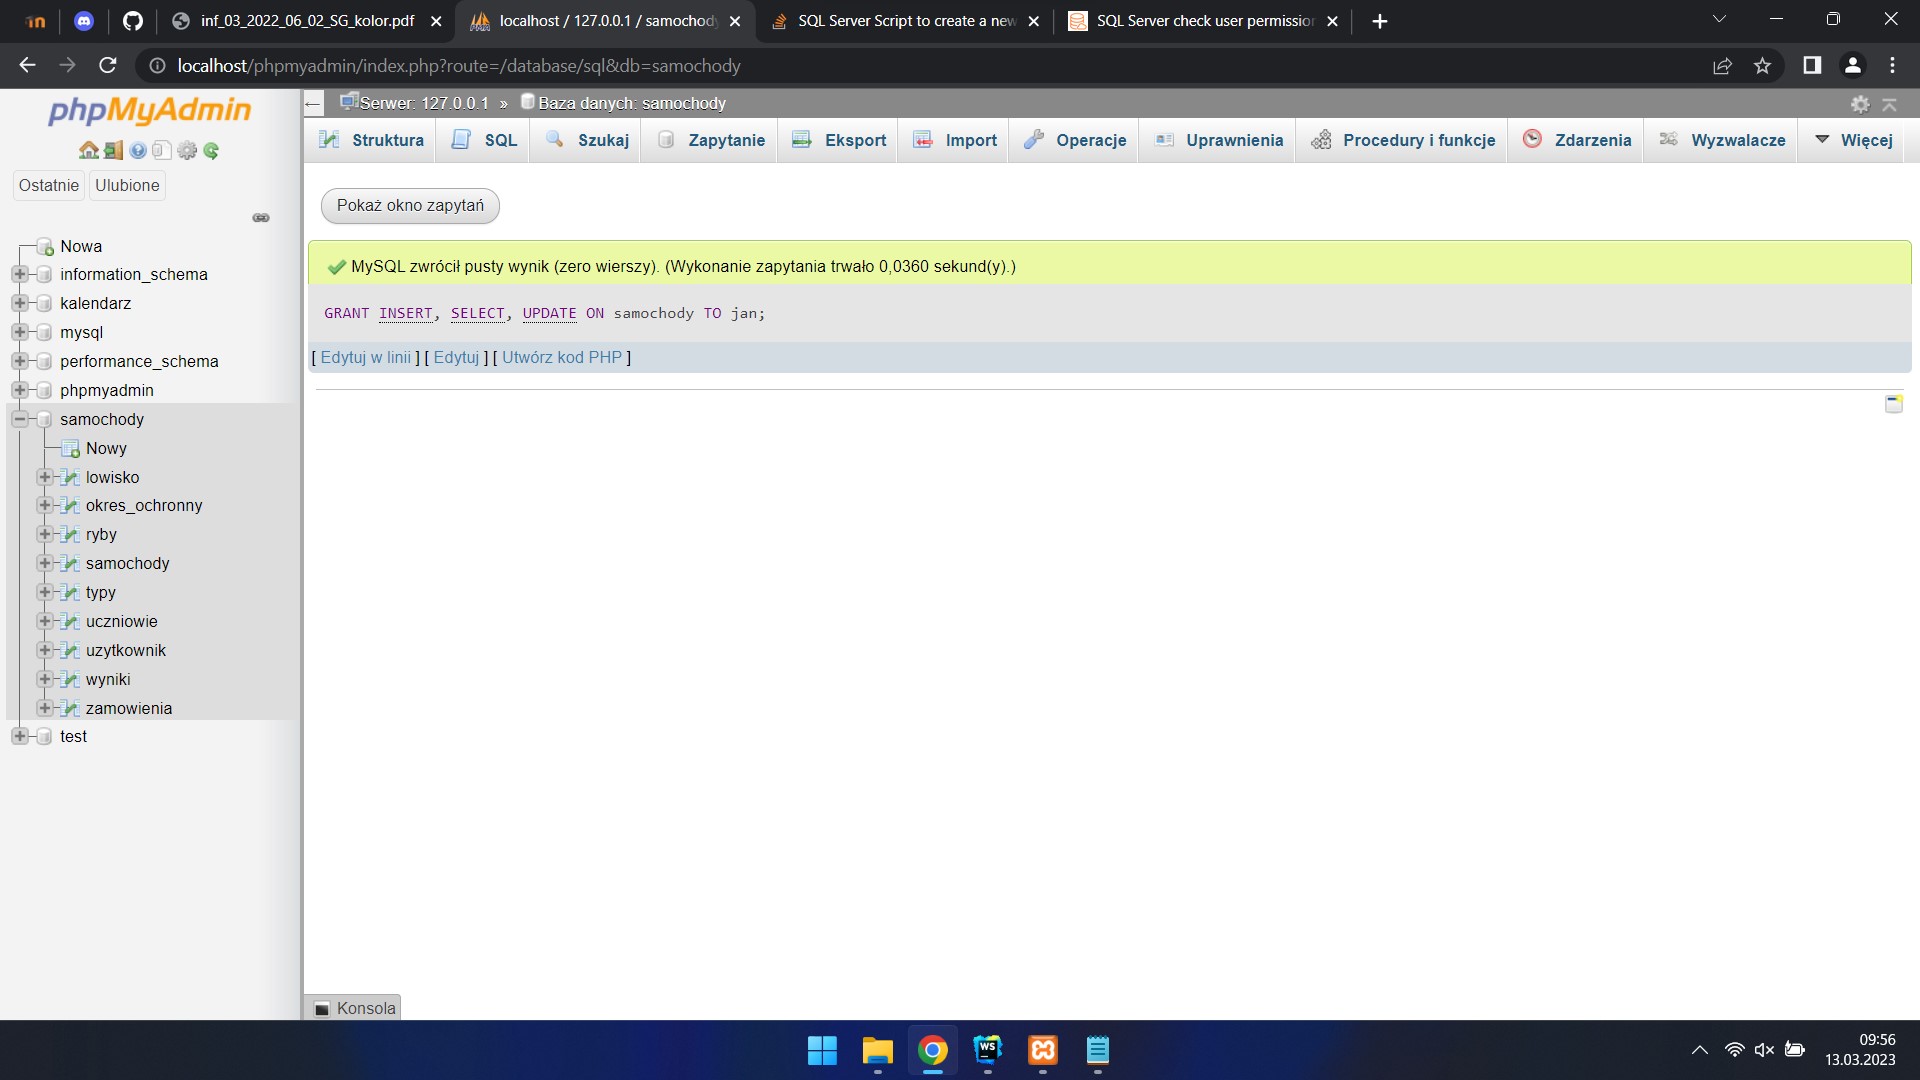 inf_03_2022_06_02_SG_kolor.pdf
localhost / 127.0.0.1 / samochody
SQL Server Script to create a new
SQL Server check user permission
localhost/phpmyadmin/index.php?route=/database/sql&db=samochody
phpMyAdmin
Ostatnie
Ulubione
Nowa
information_schema
kalendarz
mysql
performance_schema
phpmyadmin
samochody
Nowy
lowisko
okres_ochronny
ryby
samochody
typy
uczniowie
uzytkownik
wyniki
zamowienia
test
Serwer: 127.0.0.1 » Baza danych: samochody
Struktura
SQL
Szukaj
Zapytanie
Eksport
Import
Operacje
Uprawnienia
Procedury i funkcje
Zdarzenia
Wyzwalacze
Więcej
Pokaż okno zapytań
MySQL zwrócił pusty wynik (zero wierszy). (Wykonanie zapytania trwało 0,0360 sekund(y).)
GRANT INSERT, SELECT, UPDATE ON samochody TO jan;
[ Edytuj w linii ] [ Edytuj ] [ Utwórz kod PHP ]
Konsola
WS
09:56
13.03.2023